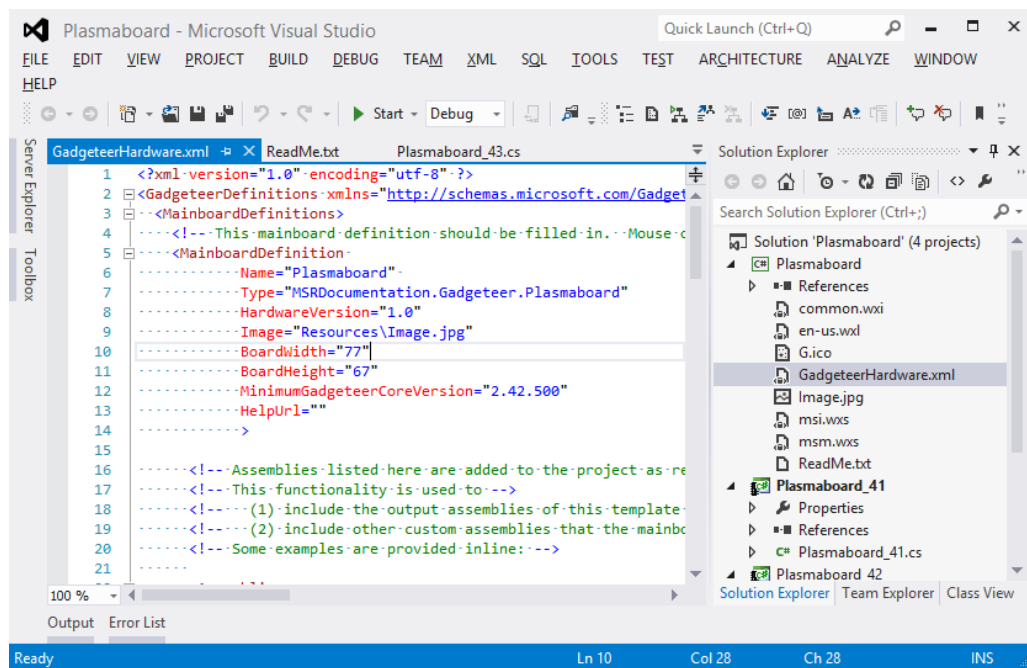 Plasmaboard - Microsoft Visual Studio
Quick Launch (Ctrl+Q)
FILE EDIT VIEW PROJECT BUILD DEBUG TEAM XML SQL TOOLS TEST ARCHITECTURE ANALYZE WINDOW
HELP
Start Debug
Server Explorer
Toolbox
GadgeteerHardware.xml ReadMe.txt Plasmaboard_43.cs
1 <?xml version="1.0" encoding="utf-8" ?>
2 <GadgeteerDefinitions xmlns="http://schemas.microsoft.com/Gadget
3 <MainboardDefinitions>
4 <!-- This mainboard definition should be filled in. Mouse
5 <MainboardDefinition
6 Name="Plasmaboard"
7 Type="MSRDocumentation.Gadgeteer.Plasmaboard"
8 HardwareVersion="1.0"
9 Image="Resources\Image.jpg"
10 BoardWidth="77"
11 BoardHeight="67"
12 MinimumGadgeteerCoreVersion="2.42.500"
13 HelpUrl=""
14 >
15
16 <!-- Assemblies listed here are added to the project as re
17 <!-- This functionality is used to -->
18 <!-- (1) include the output assemblies of this template
19 <!-- (2) include other custom assemblies that the mainbo
20 <!-- Some examples are provided inline: -->
21
100 %
Solution Explorer
Search Solution Explorer (Ctrl+;)
Solution 'Plasmaboard' (4 projects)
C# Plasmaboard
References
common.wxi
en-us.wxl
G.ico
GadgeteerHardware.xml
Image.jpg
msi.wxs
msm.wxs
ReadMe.txt
Plasmaboard_41
Properties
References
C# Plasmaboard_41.cs
Plasmaboard_42
Solution Explorer Team Explorer Class View
Output Error List
Ready Ln 10 Col 28 Ch 28 INS